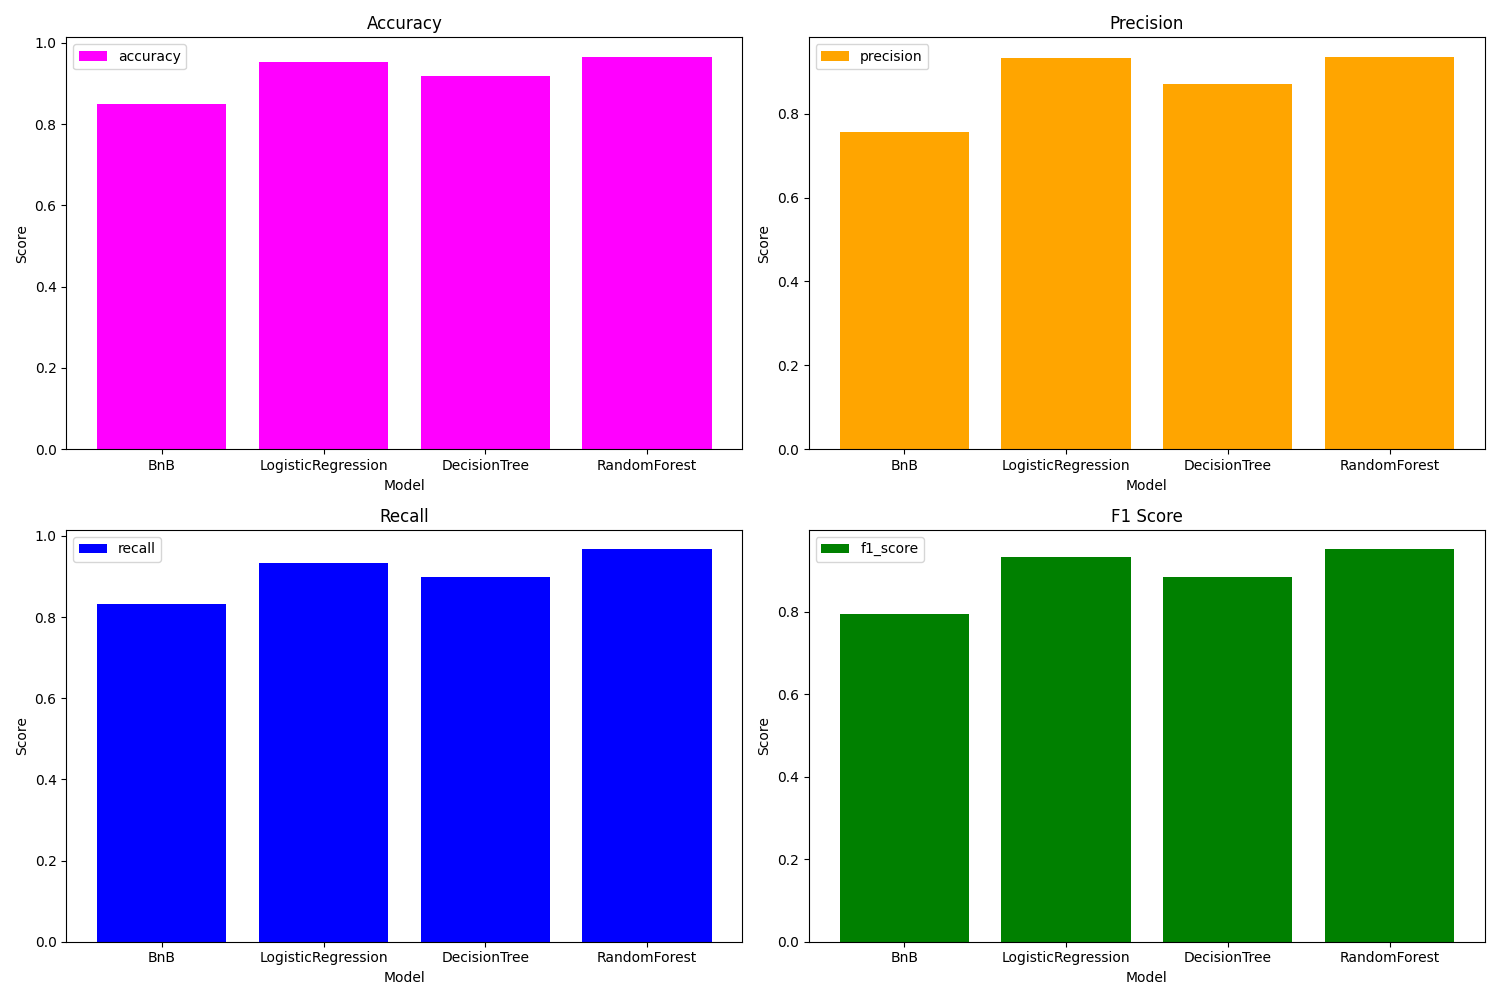 Accuracy
accuracy
1.0
0.8
0.6
0.4
0.2
0.0
Score
BnB LogisticRegression DecisionTree RandomForest
Model
Precision
precision
0.8
0.6
0.4
0.2
0.0
Score
BnB LogisticRegression DecisionTree RandomForest
Model
Recall
recall
1.0
0.8
0.6
0.4
0.2
0.0
Score
BnB LogisticRegression DecisionTree RandomForest
Model
F1 Score
f1_score
0.8
0.6
0.4
0.2
0.0
Score
BnB LogisticRegression DecisionTree RandomForest
Model